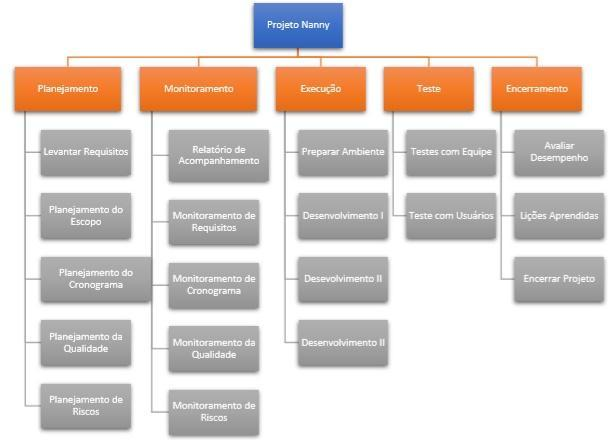 Projeto Nanny
Planejamento
Levantar Requisitos
Planejamento do
Escopo
Planejamento do
Cronograma
Planejamento da
Qualidade
Planejamento de
Riscos
Monitoramento
Relatório de
Acompanhamento
Monitoramento de
Requisitos
Monitoramento de
Cronograma
Monitoramento da
Qualidade
Monitoramento de
Riscos
Execução
Preparar Ambiente
Desenvolvimento I
Desevolvimento II
Desenvolvimento II
Teste
Testes com Equipe
Teste com Usuários
Encerramento
Avaliar
Desempenho
Lições Aprendidas
Encerrar Projeto